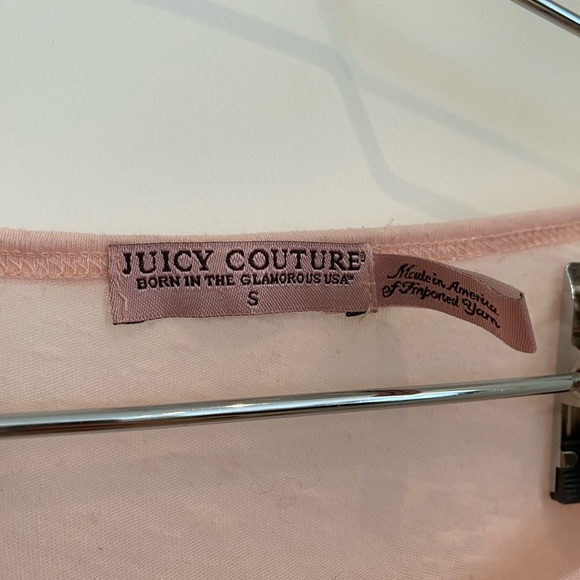 JUICY COUTURE®
BORN IN THE GLAMOROUS USA™
S
Made in America
of Imported Yarn